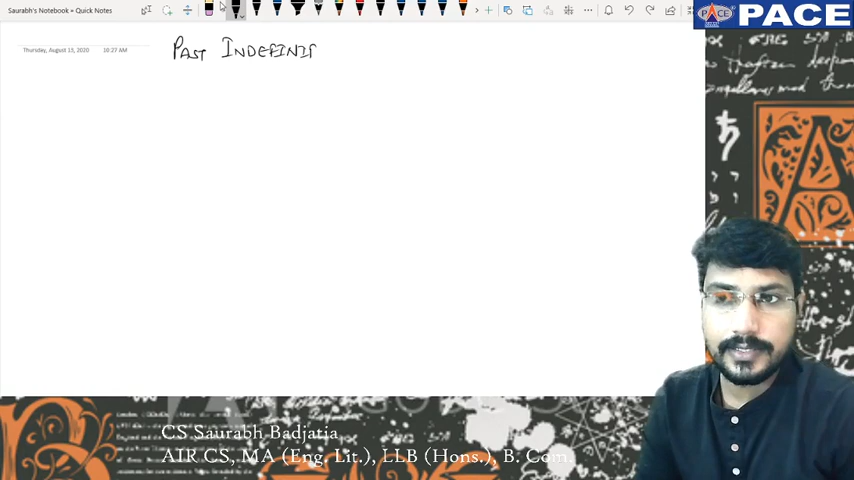 Saurabh's Notebook » Quick Notes
PACE
PACE
Thursday, August 13, 2020 10:27 AM
PAST INDEFINIT
A
CS Saurabh Badjatia
AIR CS, MA (Eng. Lit.), LLB (Hons.), B. Com.